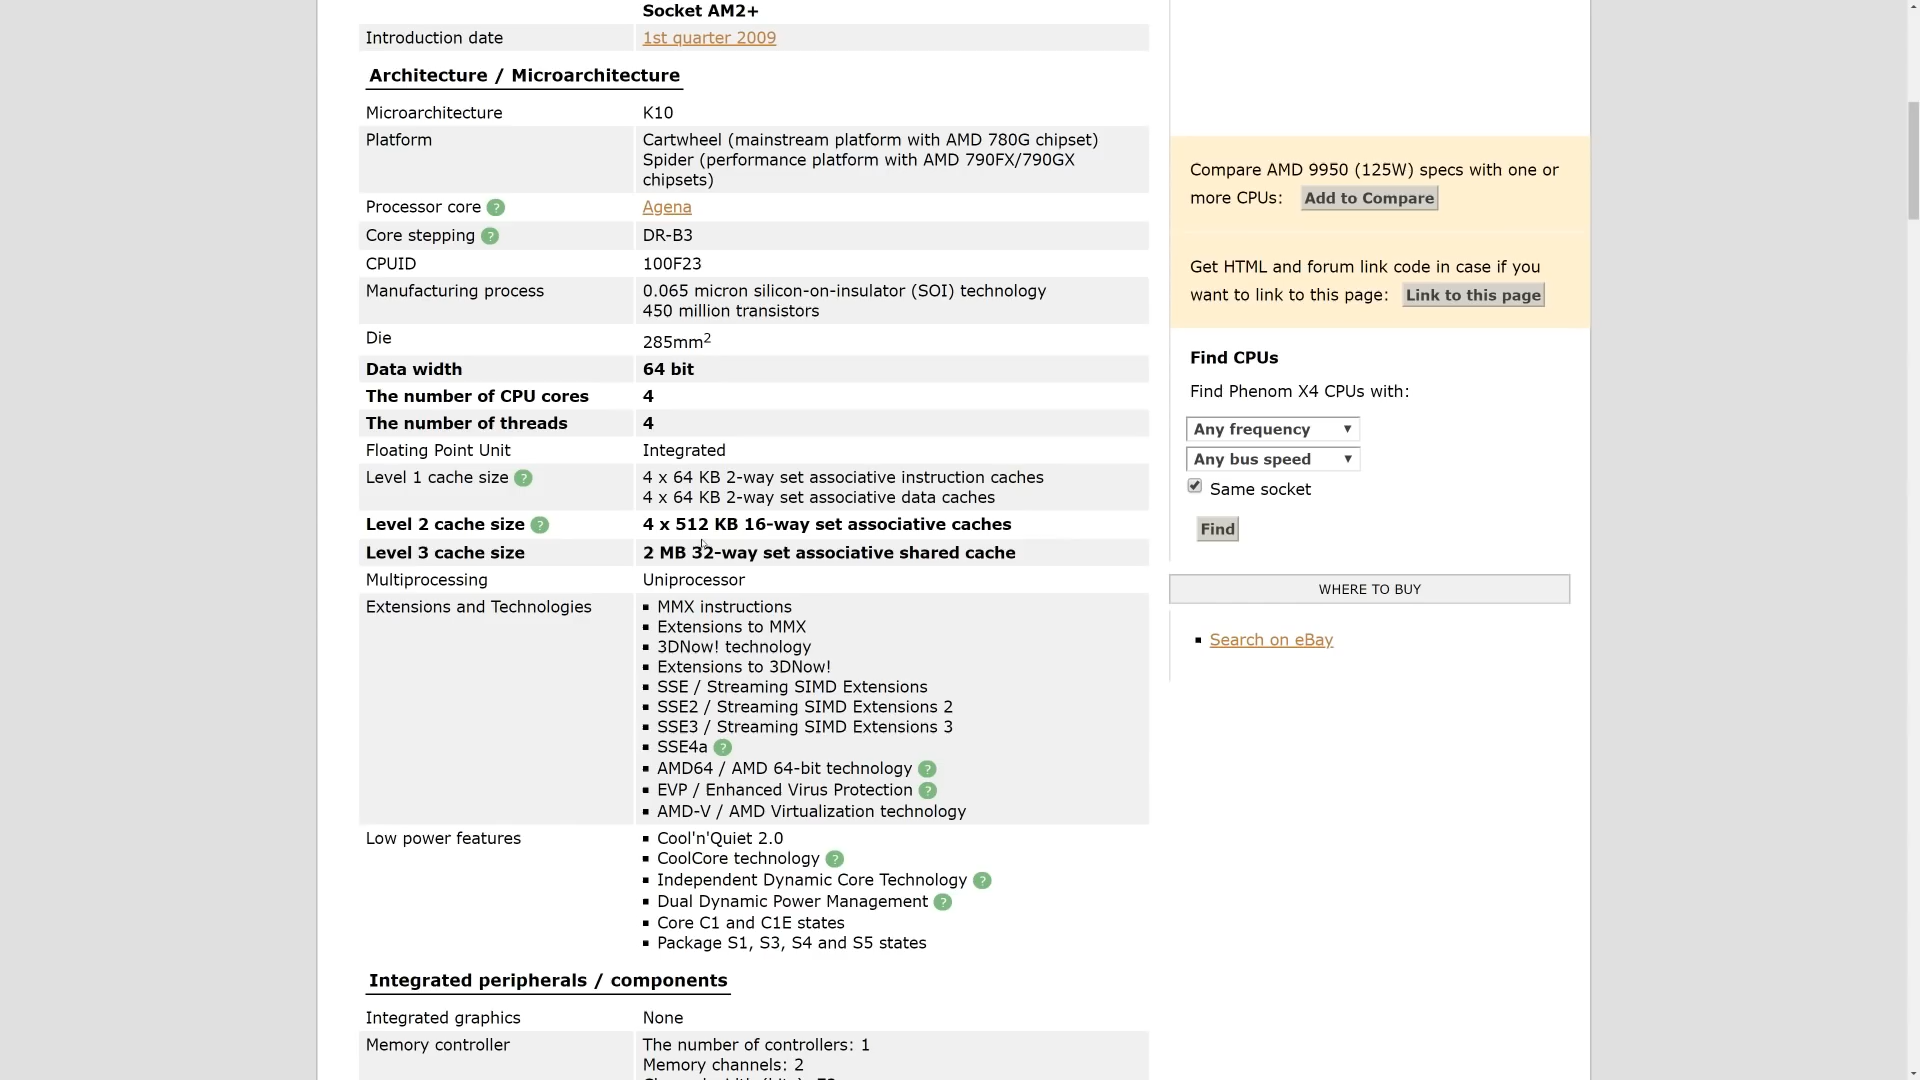 Socket AM2+
Introduction date 1st quarter 2009
Architecture / Microarchitecture
Microarchitecture K10
Platform Cartwheel (mainstream platform with AMD 780G chipset)
Spider (performance platform with AMD 790FX/790GX
chipsets)
Processor core ? Agena
Core stepping ? DR-B3
CPUID 100F23
Manufacturing process 0.065 micron silicon-on-insulator (SOI) technology
450 million transistors
Die 285mm2
Data width 64 bit
The number of CPU cores 4
The number of threads 4
Floating Point Unit Integrated
Level 1 cache size ? 4 x 64 KB 2-way set associative instruction caches
4 x 64 KB 2-way set associative data caches
Level 2 cache size ? 4 x 512 KB 16-way set associative caches
Level 3 cache size 2 MB 32-way set associative shared cache
Multiprocessing Uniprocessor
Extensions and Technologies
MMX instructions
Extensions to MMX
3DNow! technology
Extensions to 3DNow!
SSE / Streaming SIMD Extensions
SSE2 / Streaming SIMD Extensions 2
SSE3 / Streaming SIMD Extensions 3
SSE4a ?
AMD64 / AMD 64-bit technology ?
EVP / Enhanced Virus Protection ?
AMD-V / AMD Virtualization technology
Low power features
Cool'n'Quiet 2.0
CoolCore technology ?
Independent Dynamic Core Technology ?
Dual Dynamic Power Management ?
Core C1 and C1E states
Package S1, S3, S4 and S5 states
Integrated peripherals / components
Integrated graphics None
Memory controller The number of controllers: 1
Memory channels: 2
Compare AMD 9950 (125W) specs with one or
more CPUs: Add to Compare
Get HTML and forum link code in case if you
want to link to this page: Link to this page
Find CPUs
Find Phenom X4 CPUs with:
Any frequency
Any bus speed
Same socket
Find
WHERE TO BUY
Search on eBay